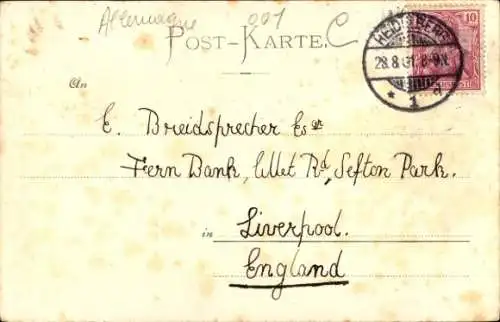 Allemagne 001 C
POST-KARTE.
HEIDELBERG
10
28.8.01. 8-9N.
* 1 a
An
E. Breidsprecher Esqr
Fern Bank, Ullet Rd, Sefton Park.
in Liverpool.
England